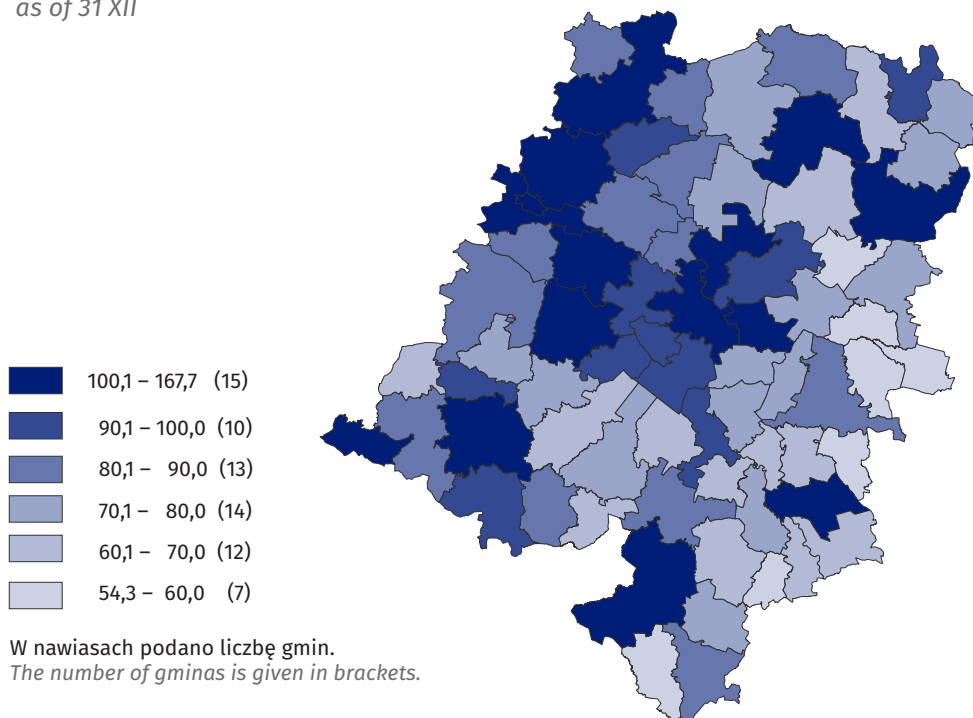 as of 31 XII
100,1 – 167,7 (15)
90,1 – 100,0 (10)
80,1 – 90,0 (13)
70,1 – 80,0 (14)
60,1 – 70,0 (12)
54,3 – 60,0 (7)
W nawiasach podano liczbę gmin.
The number of gminas is given in brackets.